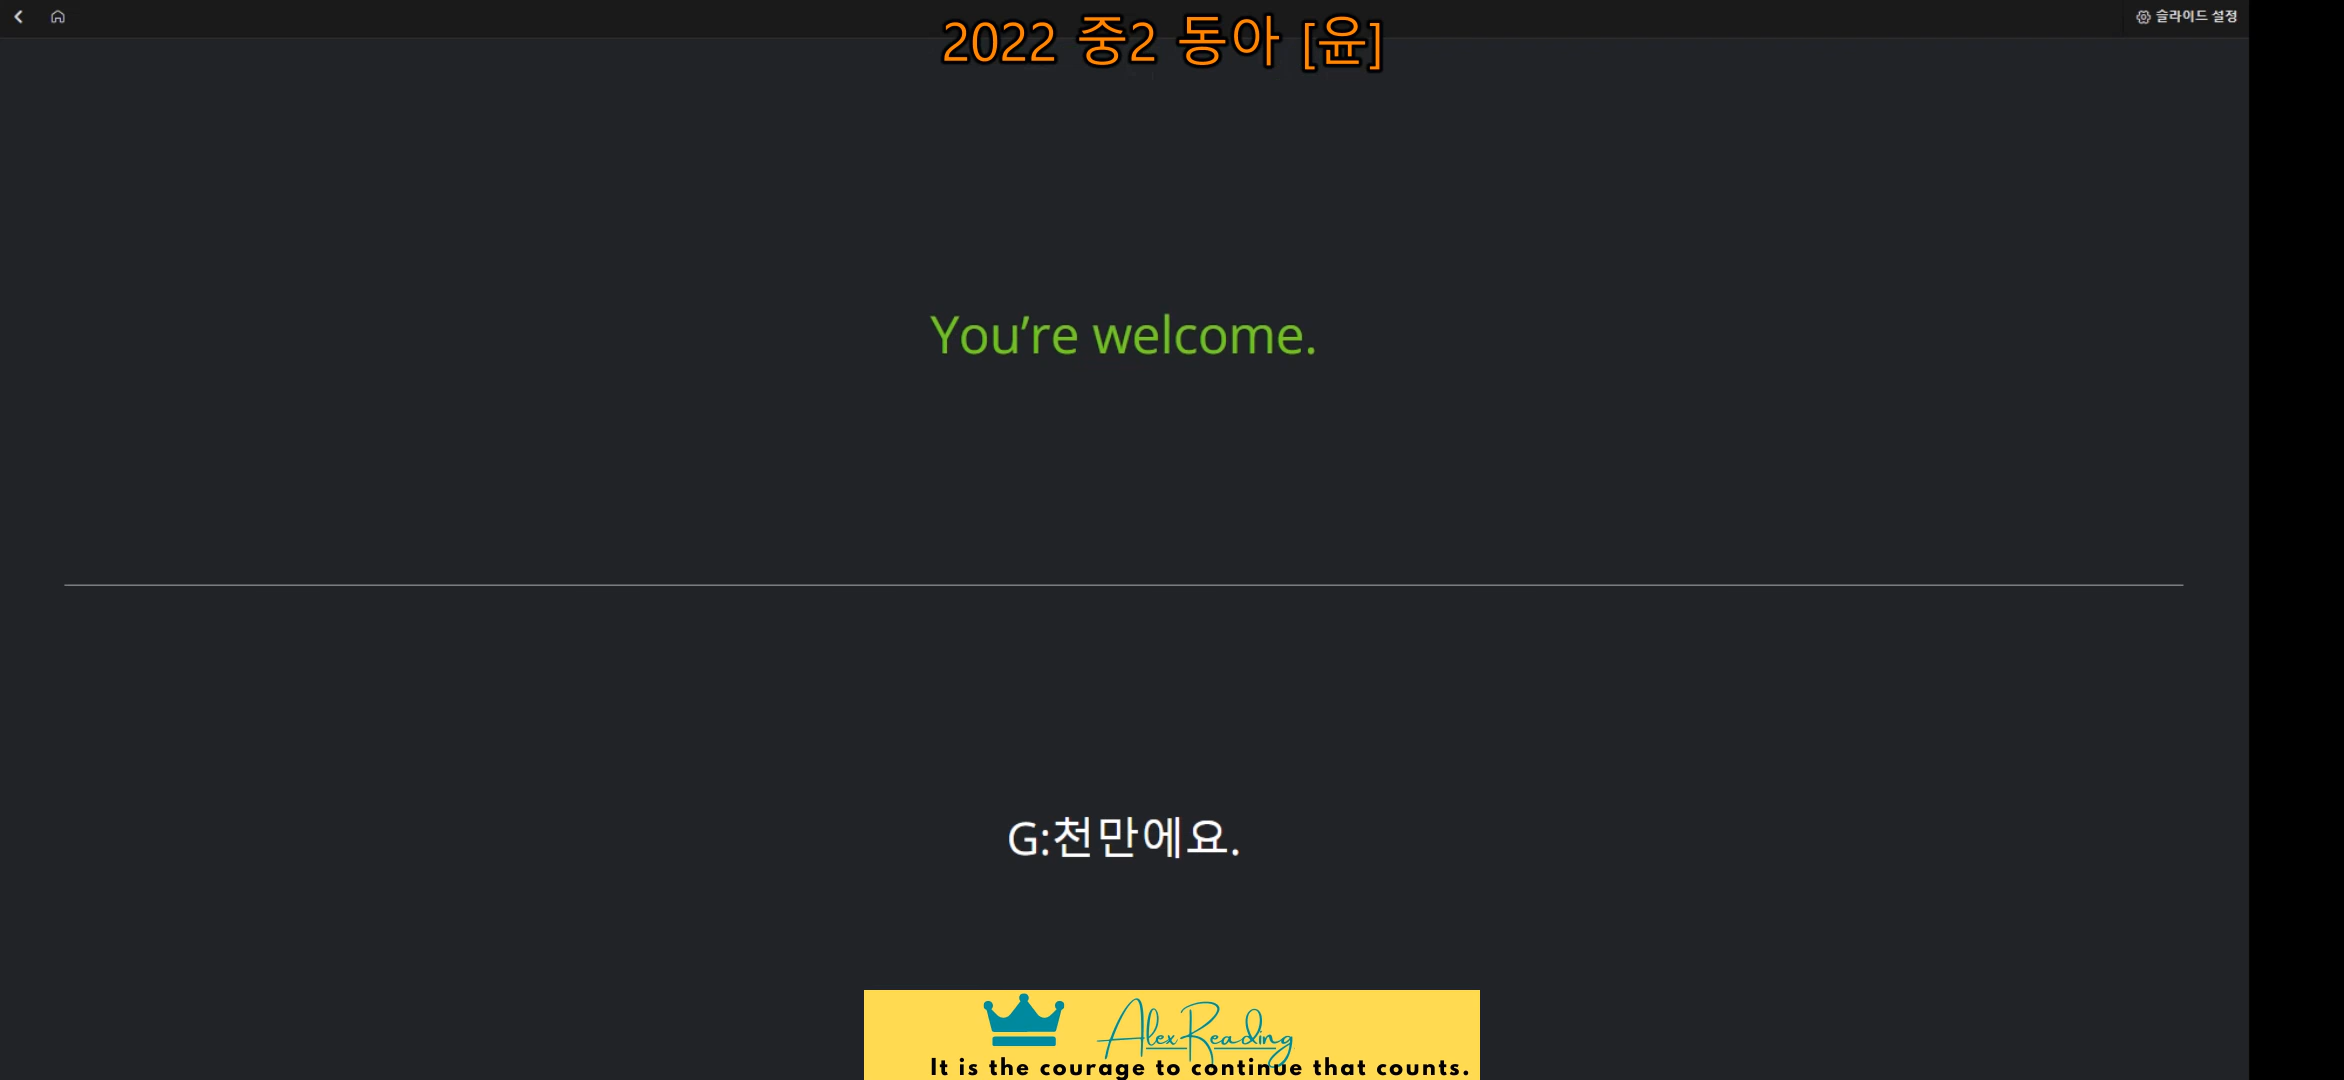 슬라이드 설정
2022 중2 동아 [윤]
You’re welcome.
G:천만에요.
Alex Reading
It is the courage to continue that counts.